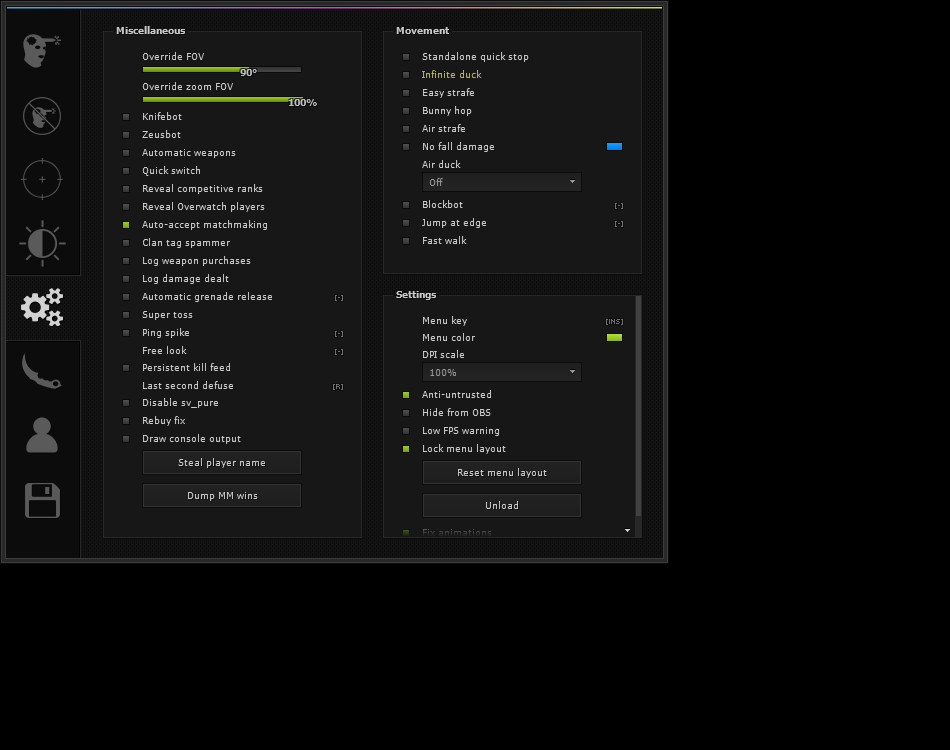 Miscellaneous
Override FOV
90°
Override zoom FOV
100%
Knifebot
Zeusbot
Automatic weapons
Quick switch
Reveal competitive ranks
Reveal Overwatch players
Auto-accept matchmaking
Clan tag spammer
Log weapon purchases
Log damage dealt
Automatic grenade release [-]
Super toss
Ping spike [-]
Free look [-]
Persistent kill feed
Last second defuse [R]
Disable sv_pure
Rebuy fix
Draw console output
Steal player name
Dump MM wins
Movement
Standalone quick stop
Infinite duck
Easy strafe
Bunny hop
Air strafe
No fall damage
Air duck
Off
Blockbot [-]
Jump at edge [-]
Fast walk
Settings
Menu key [INS]
Menu color
DPI scale
100%
Anti-untrusted
Hide from OBS
Low FPS warning
Lock menu layout
Reset menu layout
Unload
Fix animations